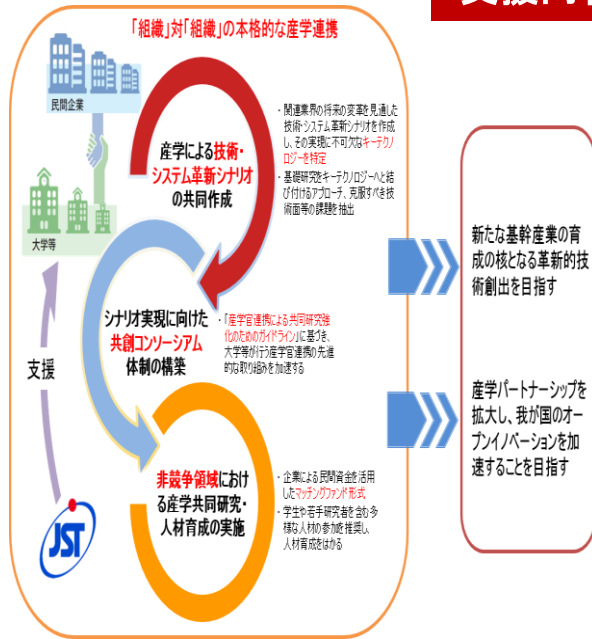 「組織」対「組織」の本格的な産学連携
民間企業
大学等
産学による技術・
システム革新シナリオ
の共同作成
・関連業界の将来の変革を見通した
技術・システム革新シナリオを作成
し、その実現に不可欠なキーテクノ
ロジーを特定
・基礎研究をキーテクノロジーへと結
び付けるアプローチ、克服すべき技
術面等の課題を抽出
シナリオ実現に向けた
共創コンソーシアム
体制の構築
・「産学官連携による共同研究強
化のためのガイドライン」に基づき、
大学等が行う産学官連携の先進
的な取り組みを加速する
支援
JST
非競争領域におけ
る産学共同研究・
人材育成の実施
・企業による民間資金を活用
したマッチングファンド形式
・学生や若手研究者を含む多
様な人材の参加を推奨し、
人材育成をはかる
新たな基幹産業の育
成の核となる革新的技
術創出を目指す
産学パートナーシップを
拡大し、我が国のオー
プンイノベーションを加
速することを目指す